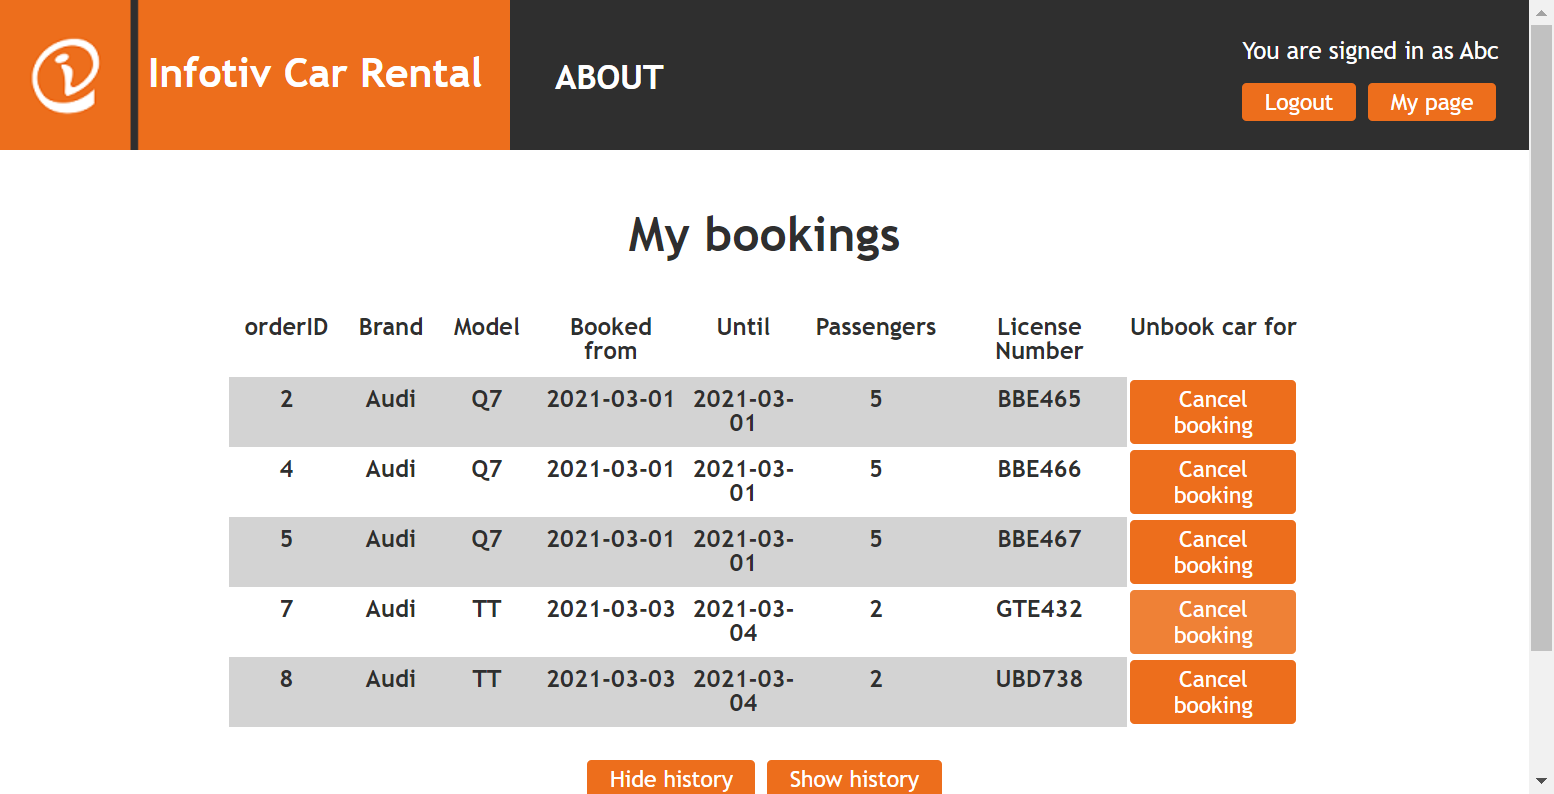 Infotiv Car Rental
ABOUT
You are signed in as Abc
Logout My page
My bookings
orderID Brand Model Booked from Until Passengers License Number Unbook car for
2 Audi Q7 2021-03-01 2021-03-01 5 BBE465 Cancel booking
4 Audi Q7 2021-03-01 2021-03-01 5 BBE466 Cancel booking
5 Audi Q7 2021-03-01 2021-03-01 5 BBE467 Cancel booking
7 Audi TT 2021-03-03 2021-03-04 2 GTE432 Cancel booking
8 Audi TT 2021-03-03 2021-03-04 2 UBD738 Cancel booking
Hide history Show history